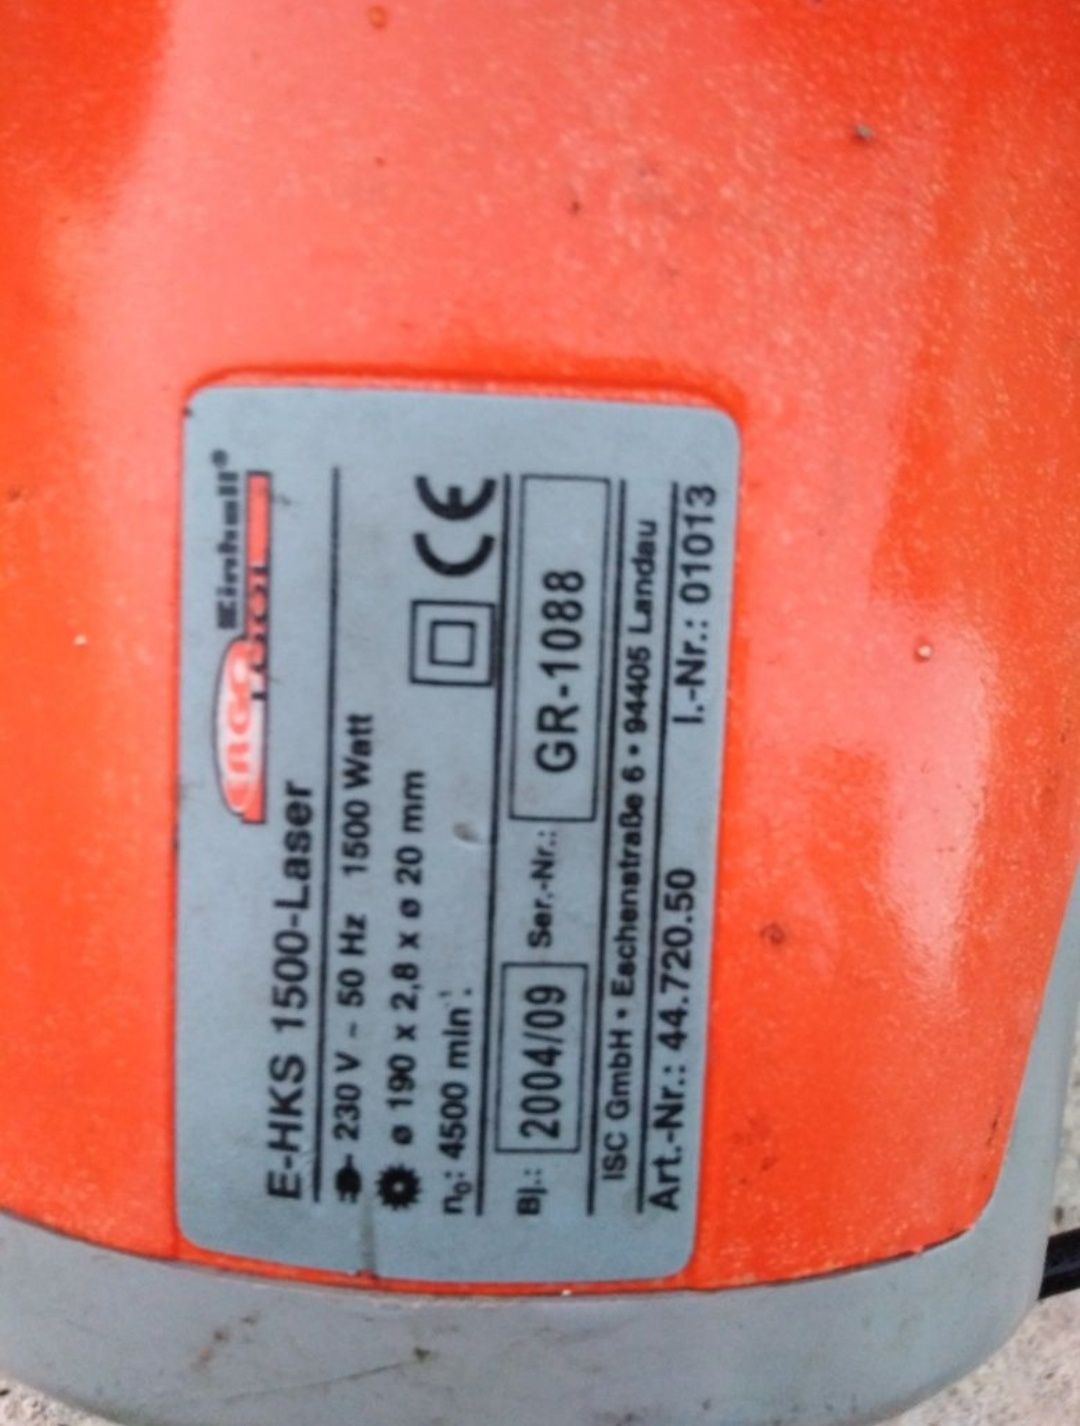 Einhell®
ERGO
E-HKS 1500-Laser
230 V ~ 50 Hz 1500 Watt
ø 190 x 2,8 x ø 20 mm
n₀: 4500 min⁻¹:
CE
Bj.: 2004/09 Ser.-Nr.: GR-1088
ISC GmbH • Eschenstraße 6 • 94405 Landau
Art.-Nr.: 44.720.50 I.-Nr.: 01013